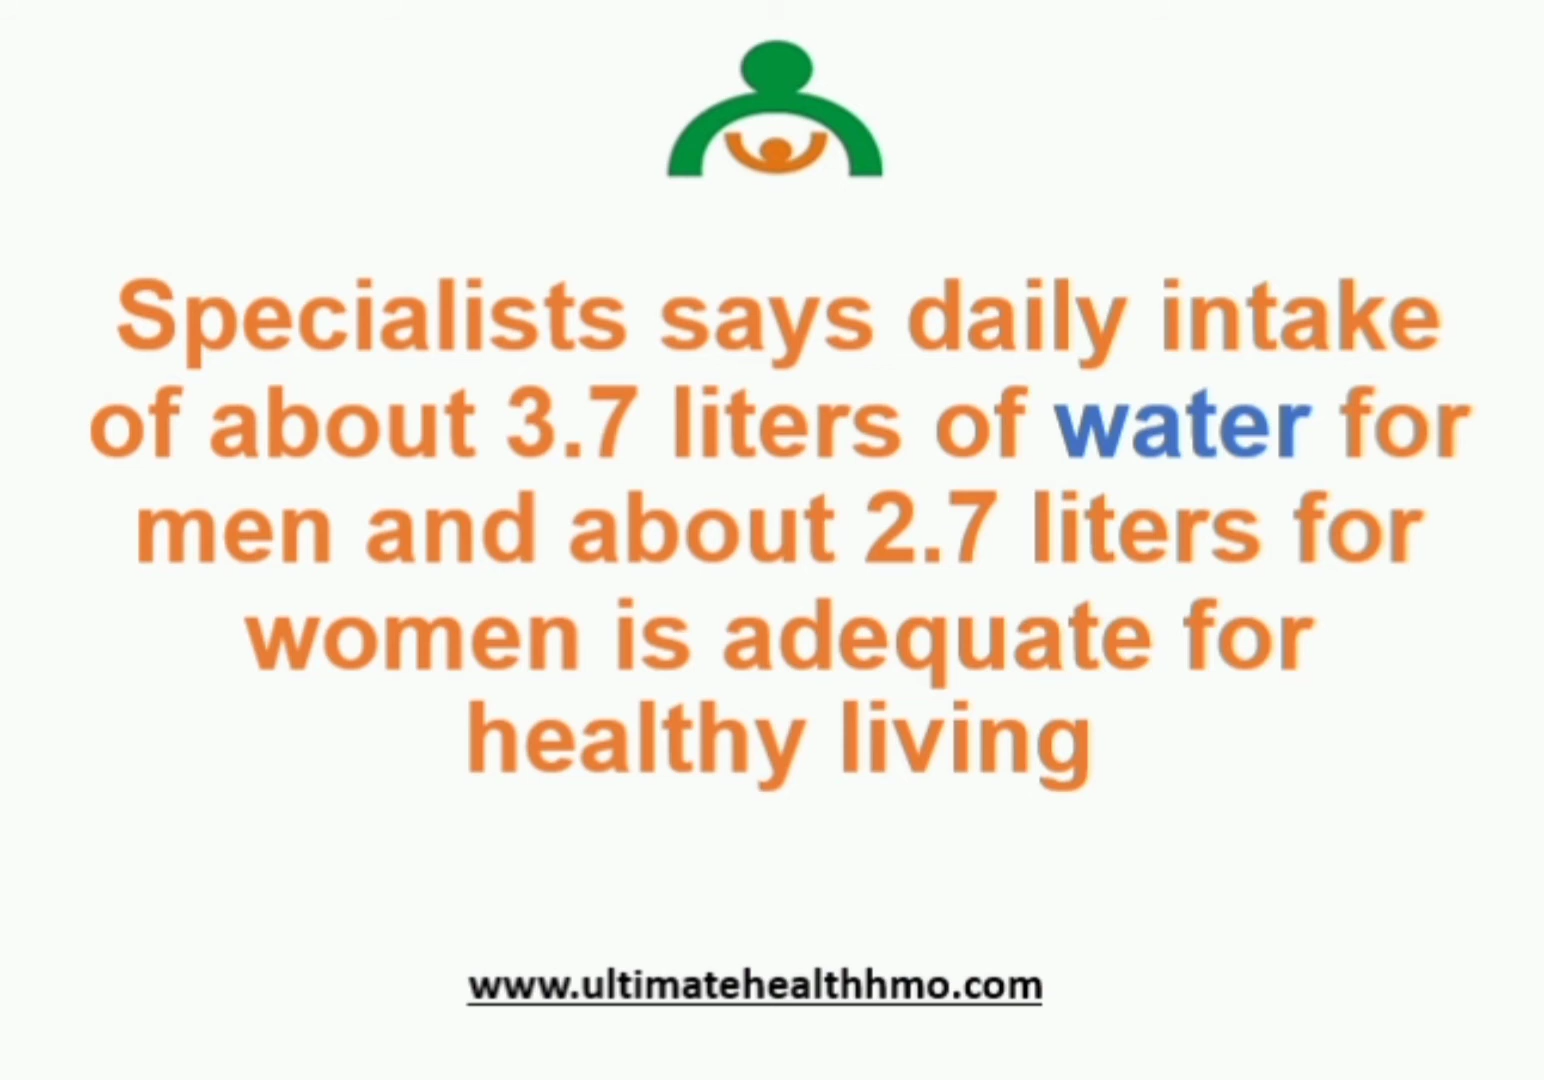 Specialists says daily intake
of about 3.7 liters of water for
men and about 2.7 liters for
women is adequate for
healthy living
www.ultimatehealthhmo.com